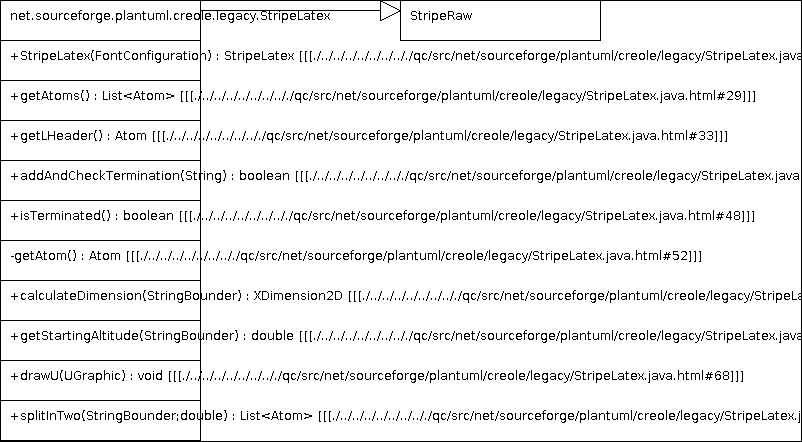 net.sourceforge.plantuml.creole.legacy.StripeLatex
StripeRaw
+StripeLatex(FontConfiguration) : StripeLatex [[[./../../../../../../../../qc/src/net/sourceforge/plantuml/creole/legacy/StripeLatex.java
+getAtoms() : List<Atom> [[[./../../../../../../../../qc/src/net/sourceforge/plantuml/creole/legacy/StripeLatex.java.html#29]]]
+getLHeader() : Atom [[[./../../../../../../../../qc/src/net/sourceforge/plantuml/creole/legacy/StripeLatex.java.html#33]]]
+addAndCheckTermination(String) : boolean [[[./../../../../../../../../qc/src/net/sourceforge/plantuml/creole/legacy/StripeLatex.java
+isTerminated() : boolean [[[./../../../../../../../../qc/src/net/sourceforge/plantuml/creole/legacy/StripeLatex.java.html#48]]]
-getAtom() : Atom [[[./../../../../../../../../qc/src/net/sourceforge/plantuml/creole/legacy/StripeLatex.java.html#52]]]
+calculateDimension(StringBounder) : XDimension2D [[[./../../../../../../../../qc/src/net/sourceforge/plantuml/creole/legacy/StripeLa
+getStartingAltitude(StringBounder) : double [[[./../../../../../../../../qc/src/net/sourceforge/plantuml/creole/legacy/StripeLatex.java
+drawU(UGraphic) : void [[[./../../../../../../../../qc/src/net/sourceforge/plantuml/creole/legacy/StripeLatex.java.html#68]]]
+splitInTwo(StringBounder;double) : List<Atom> [[[./../../../../../../../../qc/src/net/sourceforge/plantuml/creole/legacy/StripeLatex.j